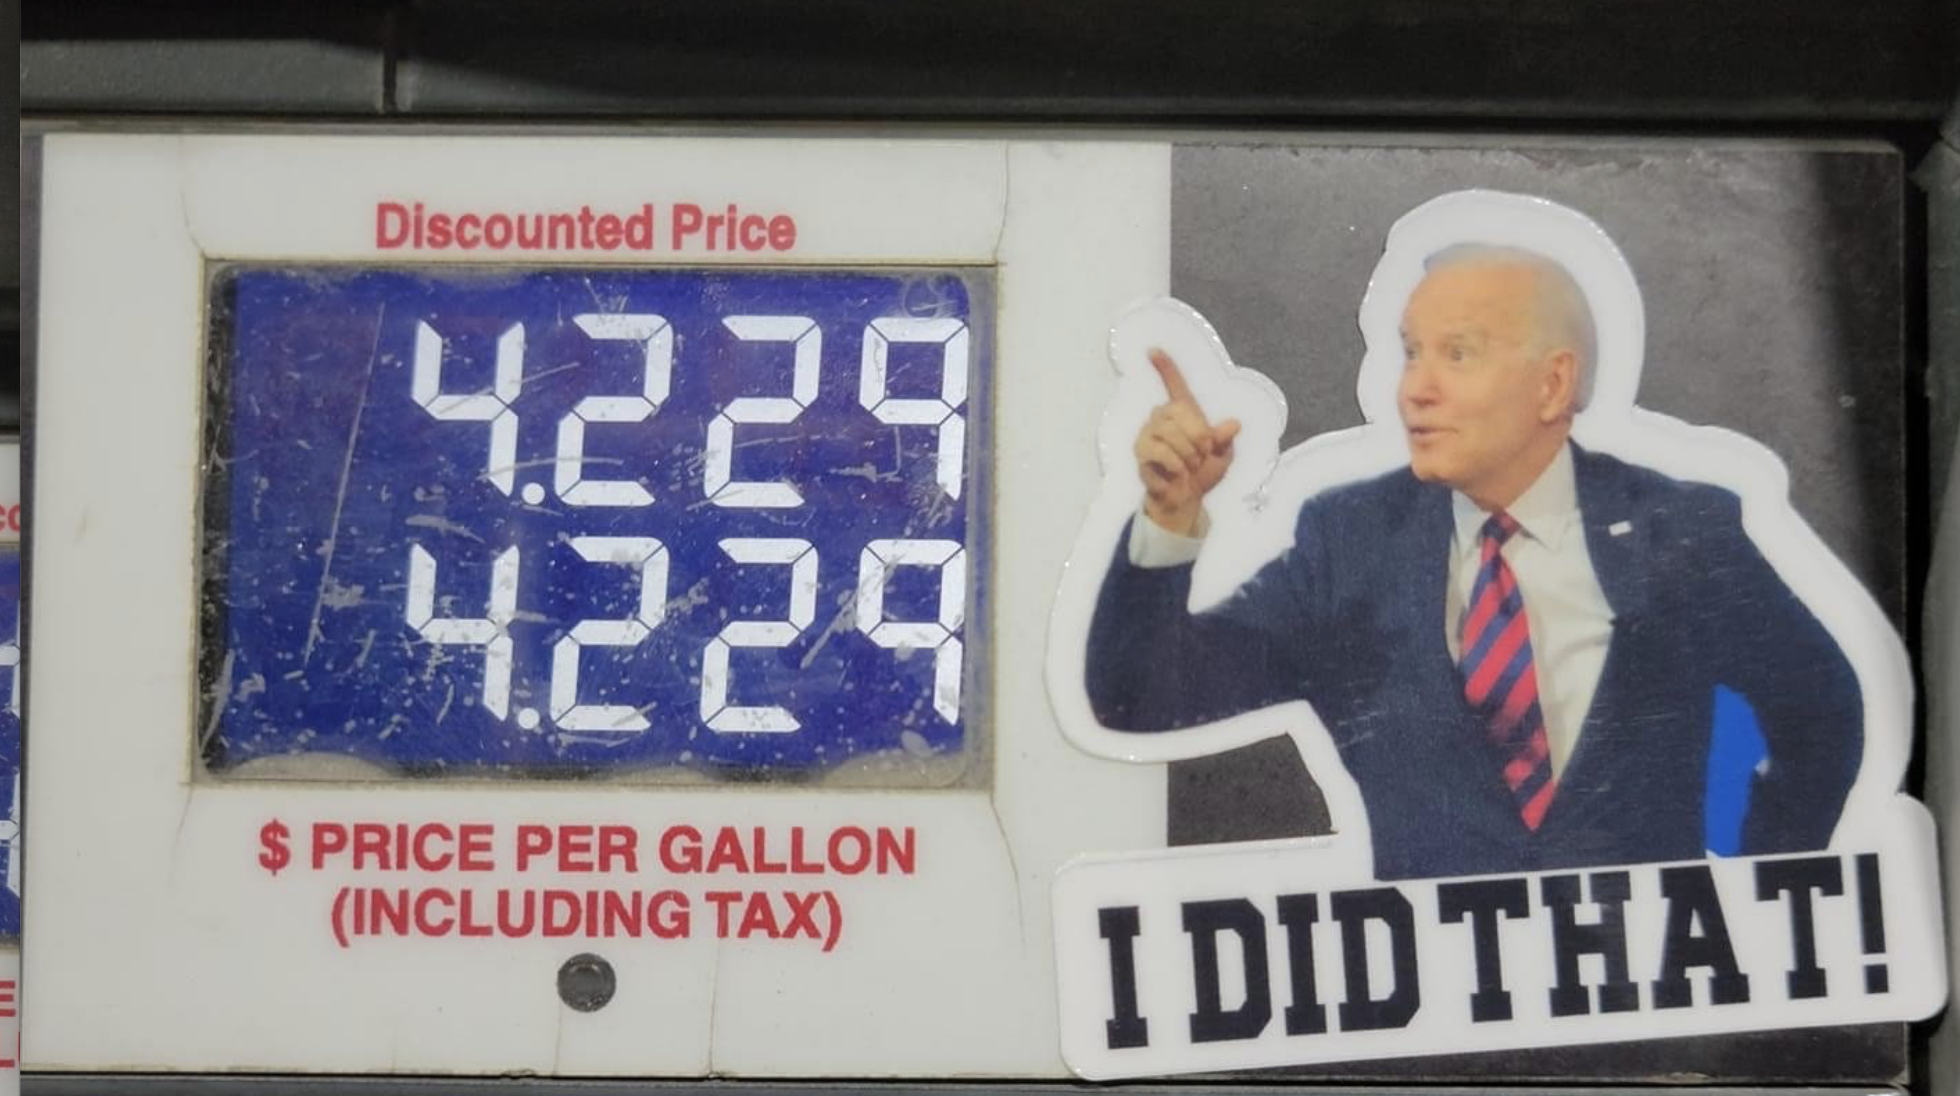 Discounted Price
4.229
4.229
$ PRICE PER GALLON
(INCLUDING TAX)
I DID THAT!